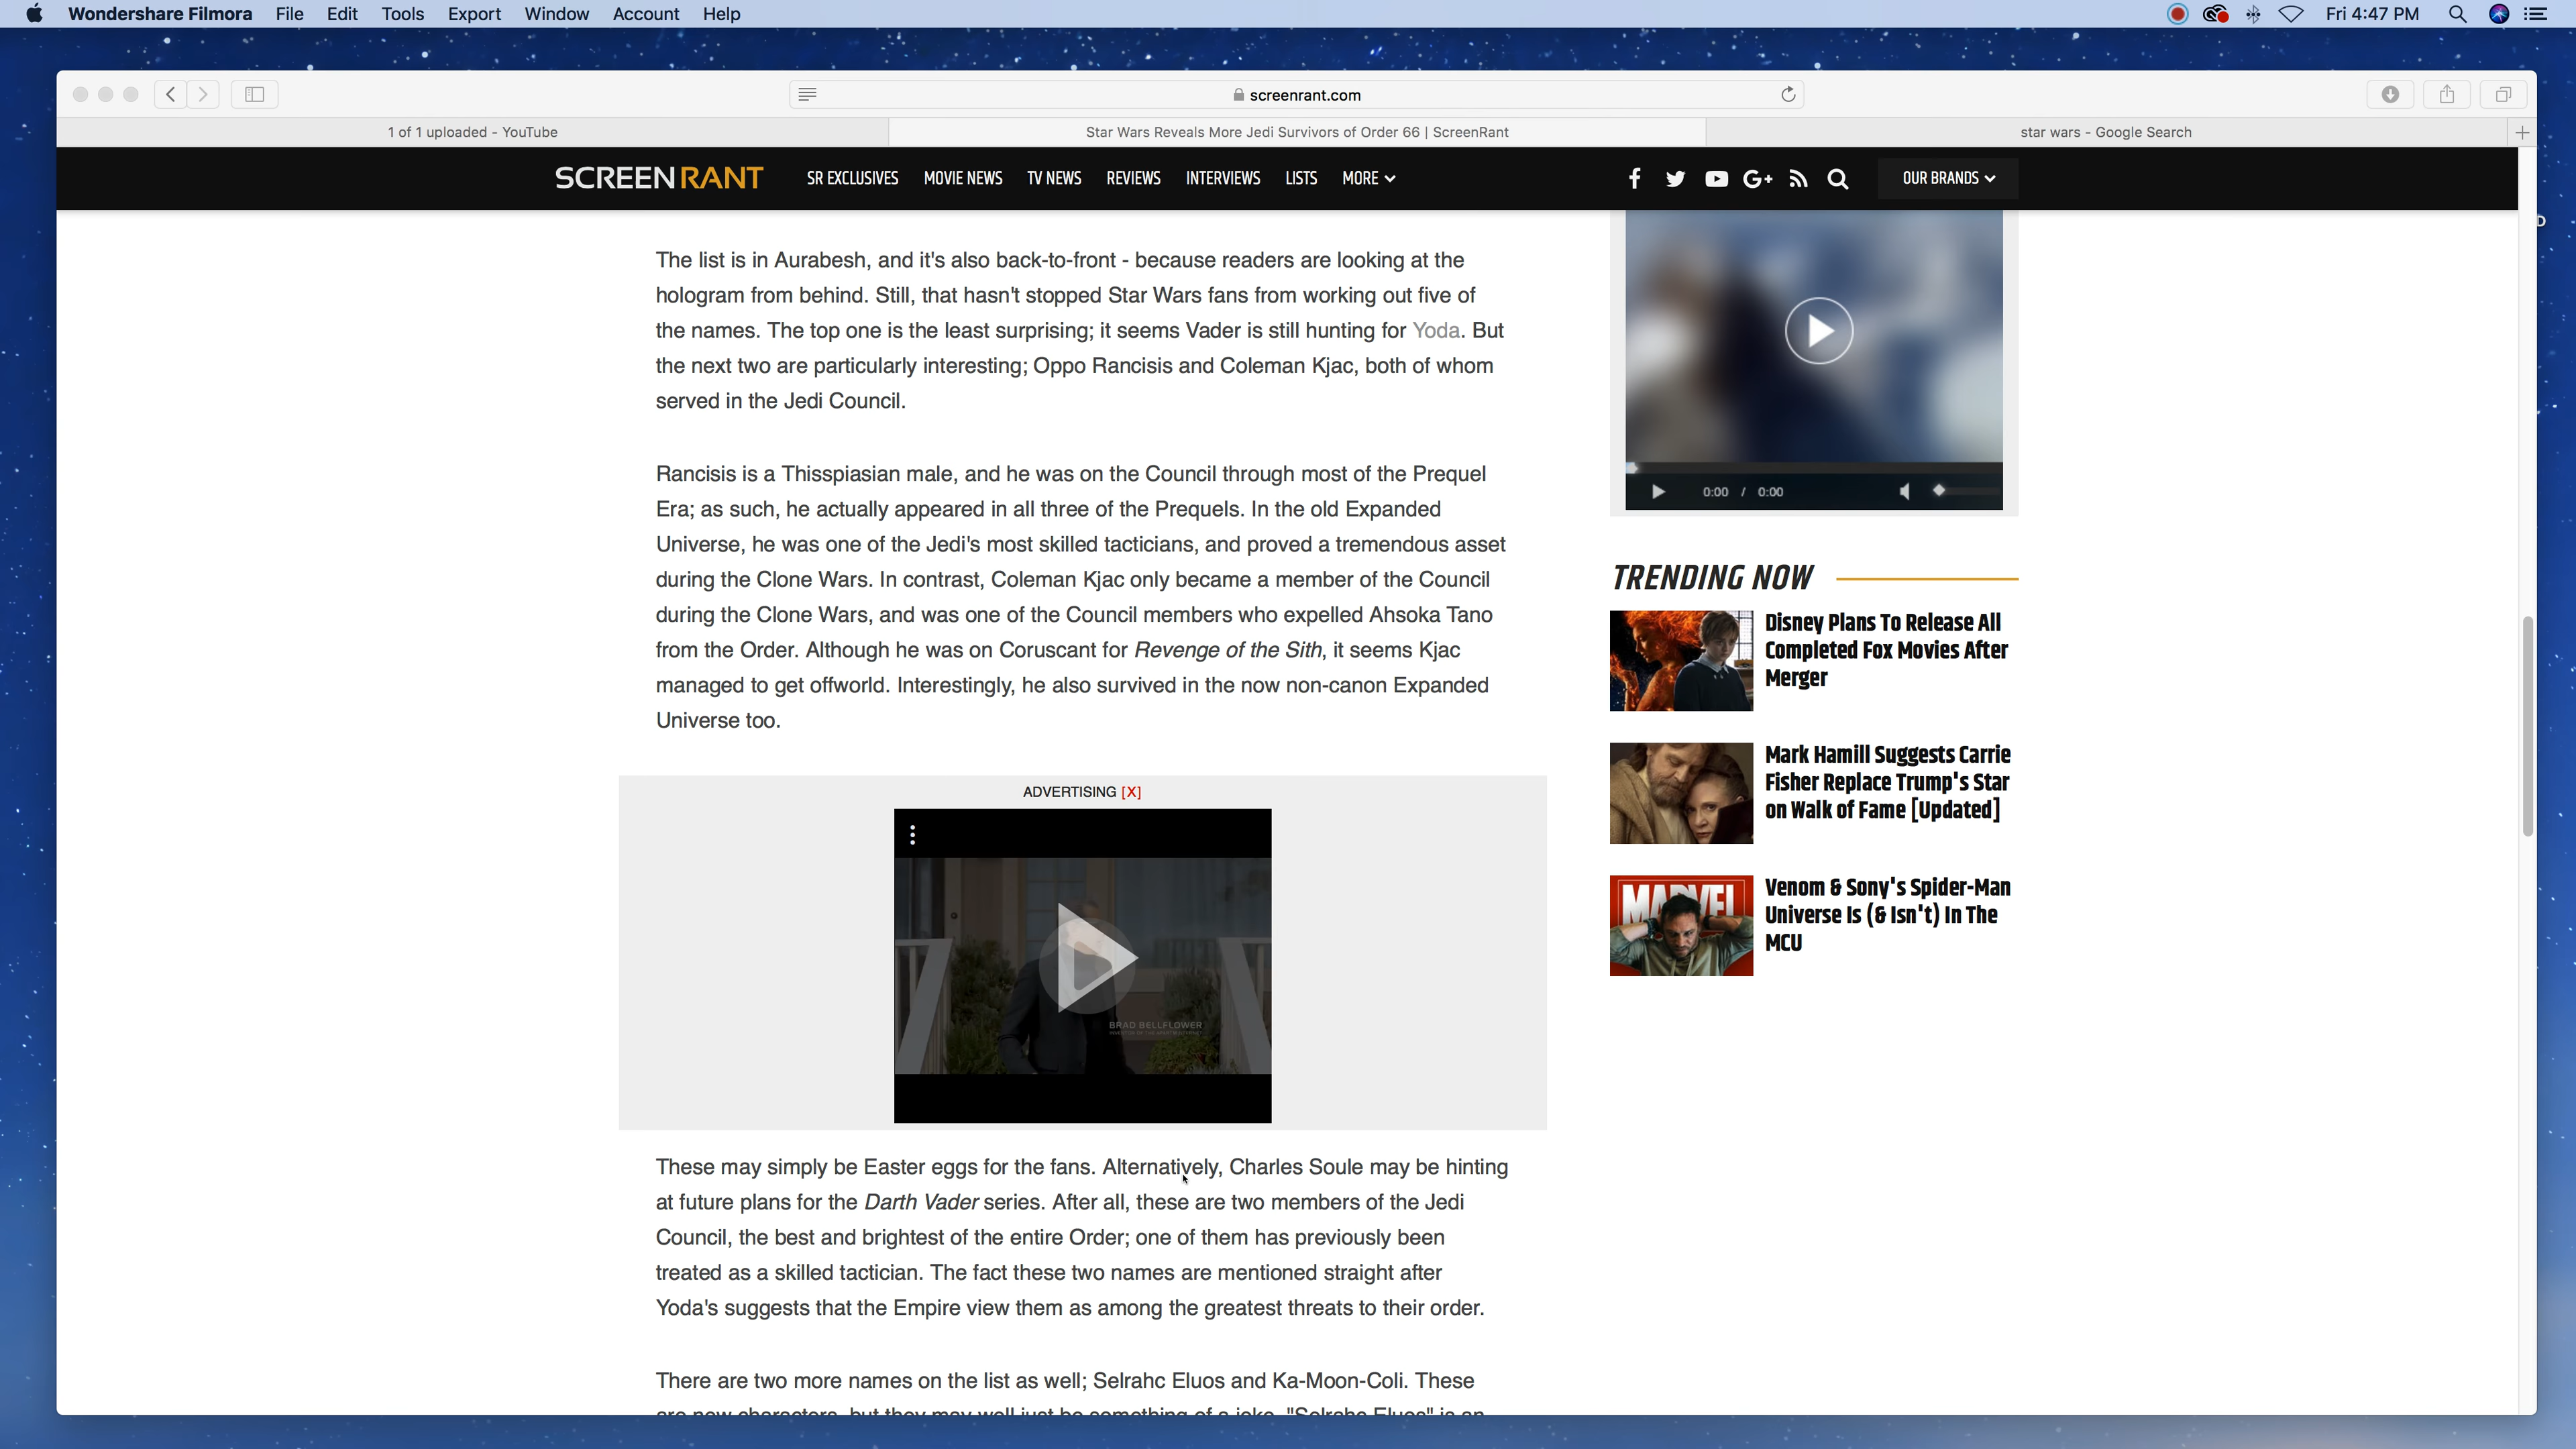 Wondershare Filmora File Edit Tools Export Window Account Help Fri 4:47 PM
screenrant.com
1 of 1 uploaded - YouTube
Star Wars Reveals More Jedi Survivors of Order 66 | ScreenRant
star wars - Google Search
SCREENRANT SR EXCLUSIVES MOVIE NEWS TV NEWS REVIEWS INTERVIEWS LISTS MORE OUR BRANDS
The list is in Aurabesh, and it's also back-to-front - because readers are looking at the
hologram from behind. Still, that hasn't stopped Star Wars fans from working out five of
the names. The top one is the least surprising; it seems Vader is still hunting for Yoda. But
the next two are particularly interesting; Oppo Rancisis and Coleman Kjac, both of whom
served in the Jedi Council.
Rancisis is a Thisspiasian male, and he was on the Council through most of the Prequel
Era; as such, he actually appeared in all three of the Prequels. In the old Expanded
Universe, he was one of the Jedi's most skilled tacticians, and proved a tremendous asset
during the Clone Wars. In contrast, Coleman Kjac only became a member of the Council
during the Clone Wars, and was one of the Council members who expelled Ahsoka Tano
from the Order. Although he was on Coruscant for Revenge of the Sith, it seems Kjac
managed to get offworld. Interestingly, he also survived in the now non-canon Expanded
Universe too.
ADVERTISING [X]
BRAD BELLFLOWER
These may simply be Easter eggs for the fans. Alternatively, Charles Soule may be hinting
at future plans for the Darth Vader series. After all, these are two members of the Jedi
Council, the best and brightest of the entire Order; one of them has previously been
treated as a skilled tactician. The fact these two names are mentioned straight after
Yoda's suggests that the Empire view them as among the greatest threats to their order.
There are two more names on the list as well; Selrahc Eluos and Ka-Moon-Coli. These
are new characters, but they may well just be something of a joke. "Selrahc Eluos" is an
0:00 / 0:00
TRENDING NOW
Disney Plans To Release All
Completed Fox Movies After
Merger
Mark Hamill Suggests Carrie
Fisher Replace Trump's Star
on Walk of Fame [Updated]
MARVEL
Venom & Sony's Spider-Man
Universe Is (& Isn't) In The
MCU